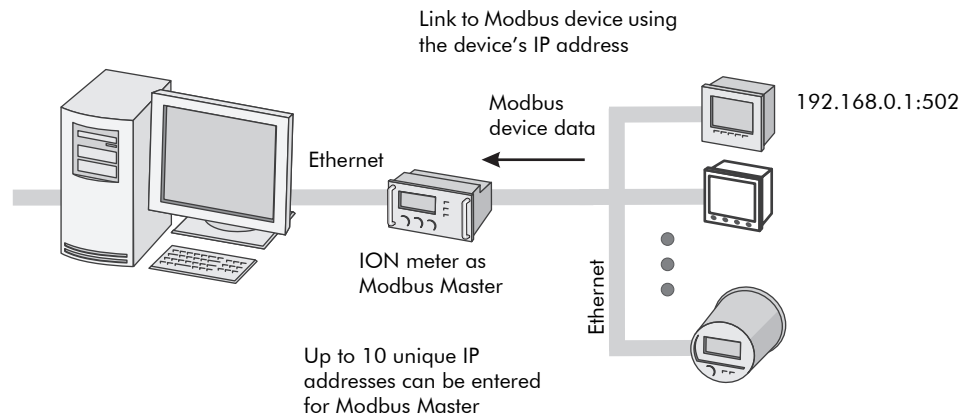 Link to Modbus device using
the device's IP address
192.168.0.1:502
Modbus
device data
Ethernet
ION meter as
Modbus Master
Ethernet
Up to 10 unique IP
addresses can be entered
for Modbus Master